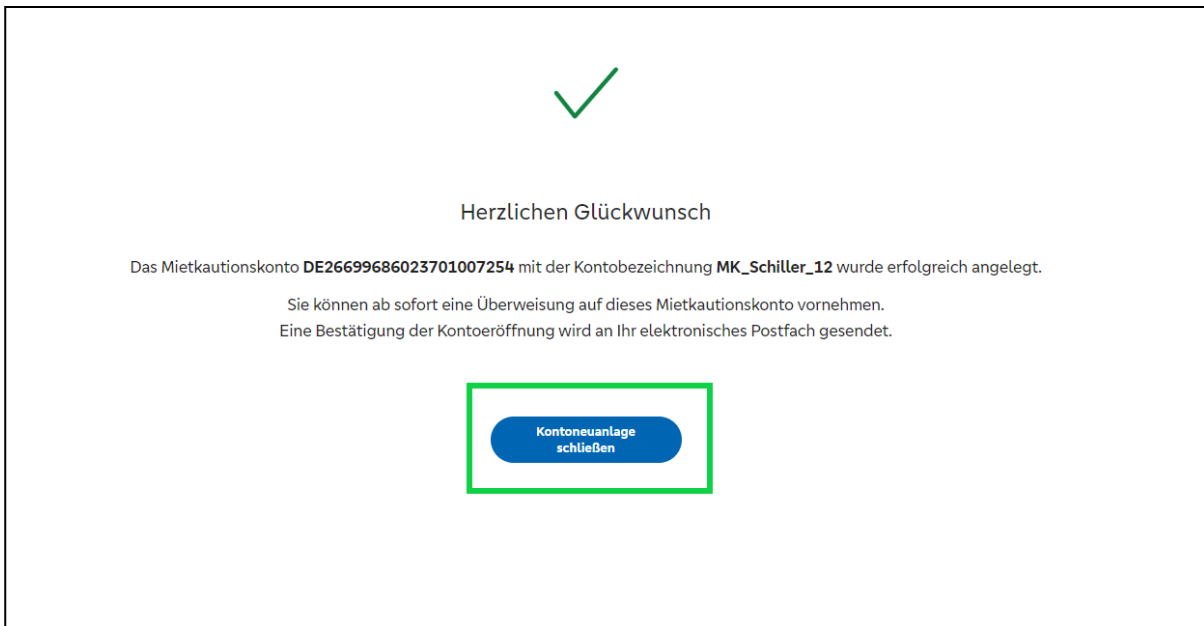 Herzlichen Glückwunsch
Das Mietkautionskonto DE26699686023701007254 mit der Kontobezeichnung MK_Schiller_12 wurde erfolgreich angelegt.
Sie können ab sofort eine Überweisung auf dieses Mietkautionskonto vornehmen.
Eine Bestätigung der Kontoeröffnung wird an Ihr elektronisches Postfach gesendet.
Kontoneuanlage
schließen